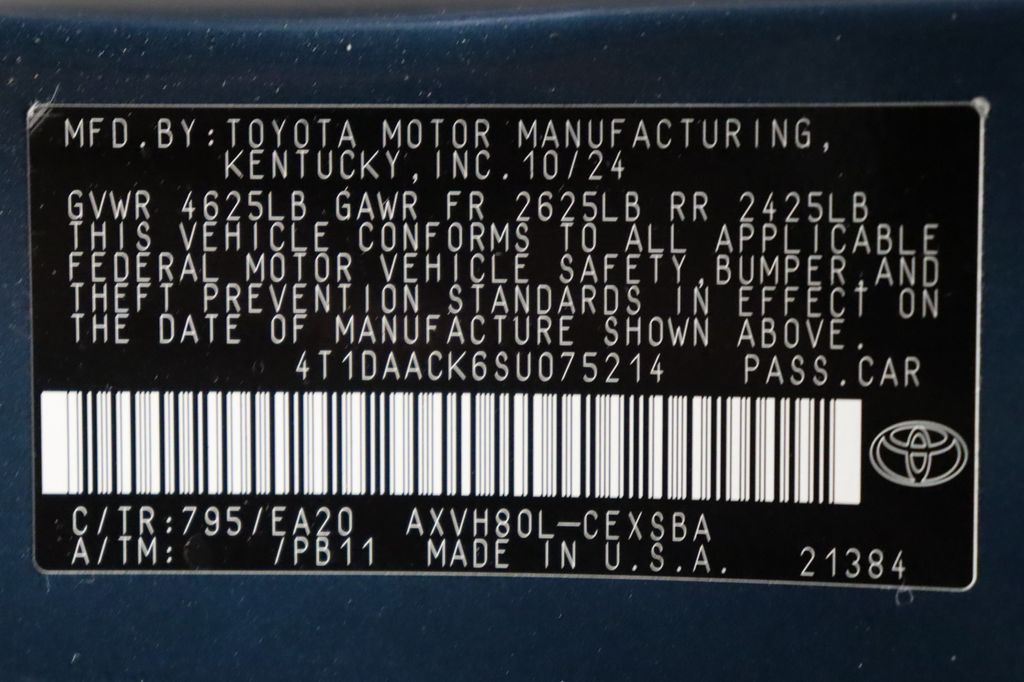 MFD.BY:TOYOTA MOTOR MANUFACTURING,
KENTUCKY,INC.10/24
GVWR 4625LB GAWR FR 2625LB RR 2425LB
THIS VEHICLE CONFORMS TO ALL APPLICABLE
FEDERAL MOTOR VEHICLE SAFETY,BUMPER,AND
THEFT PREVENTION STANDARDS IN EFFECT ON
THE DATE OF MANUFACTURE SHOWN ABOVE.
4T1DAACK6SU075214 PASS.CAR
C/TR:795/EA20 AXVH80L-CEXSBA
A/TM: /PB11 MADE IN U.S.A. 21384